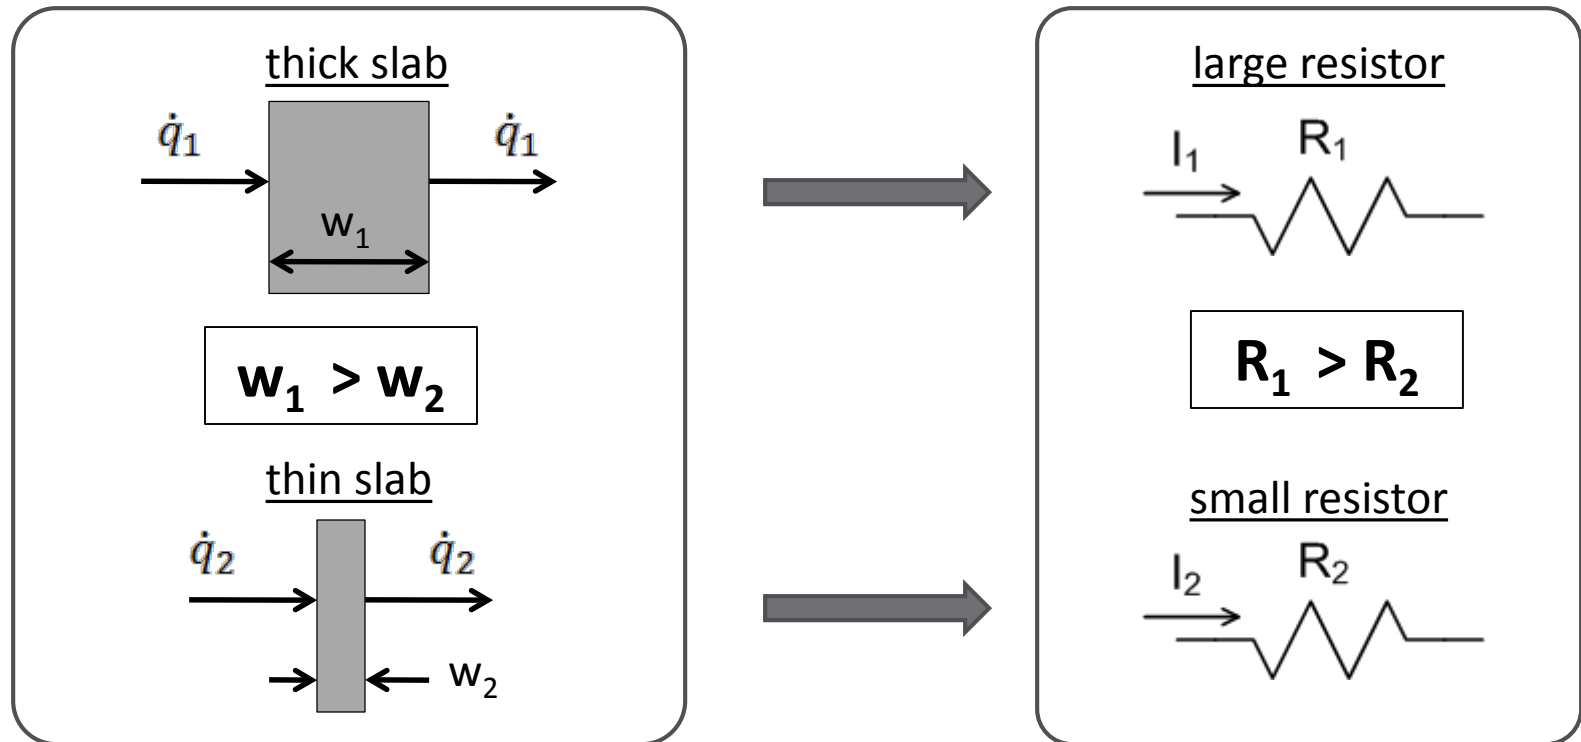 thick slab
q̇₁
q̇₁
w₁
w₁ > w₂
thin slab
q̇₂
q̇₂
w₂
large resistor
I₁
R₁
R₁ > R₂
small resistor
I₂
R₂